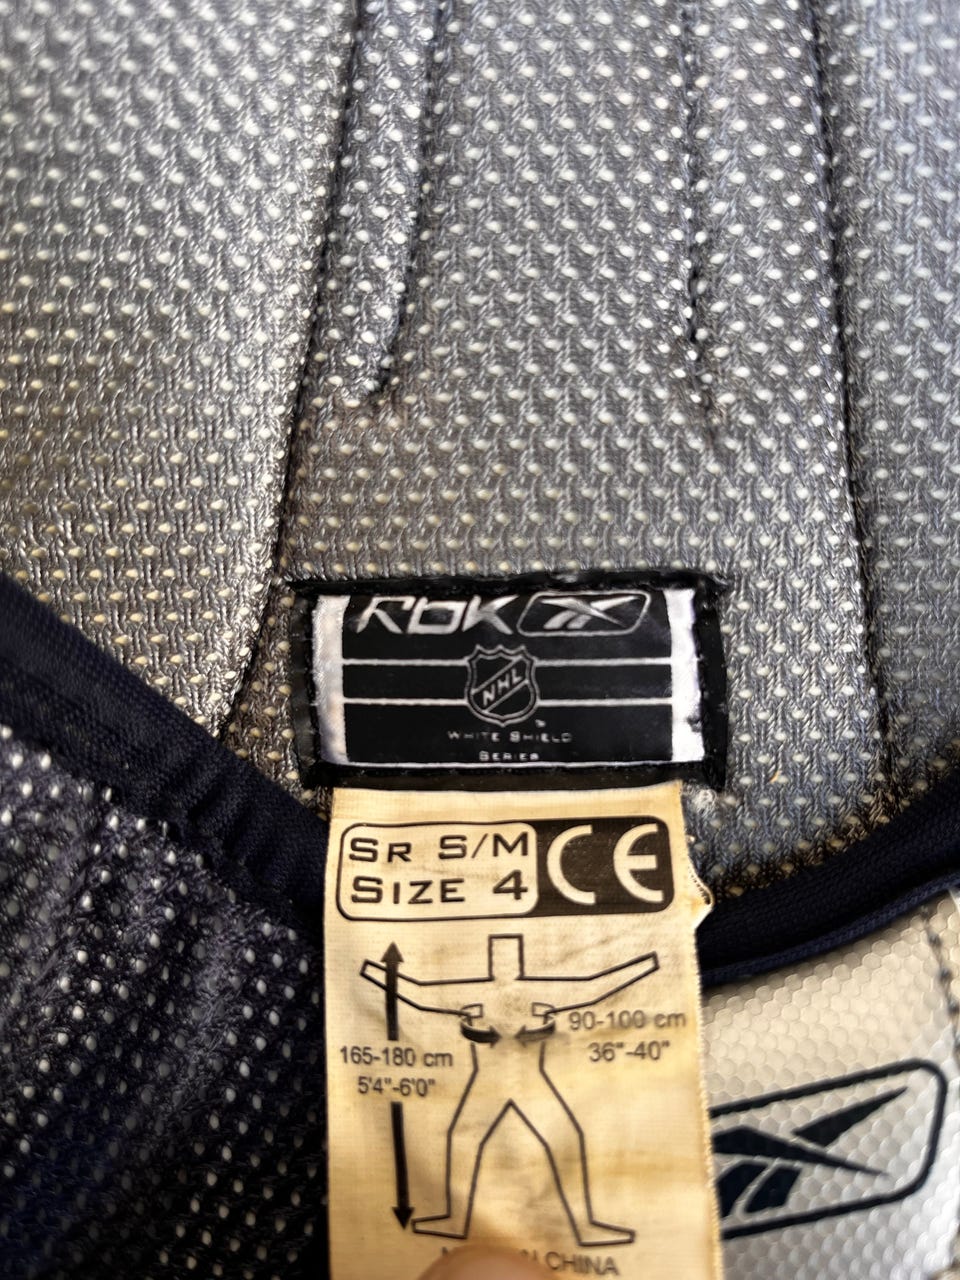 RBK
NHL
WHITE SHIELD
SERIES
SR S/M
SIZE 4
CE
90-100 cm
36"-40"
165-180 cm
5'4"-6'0"
CHINA